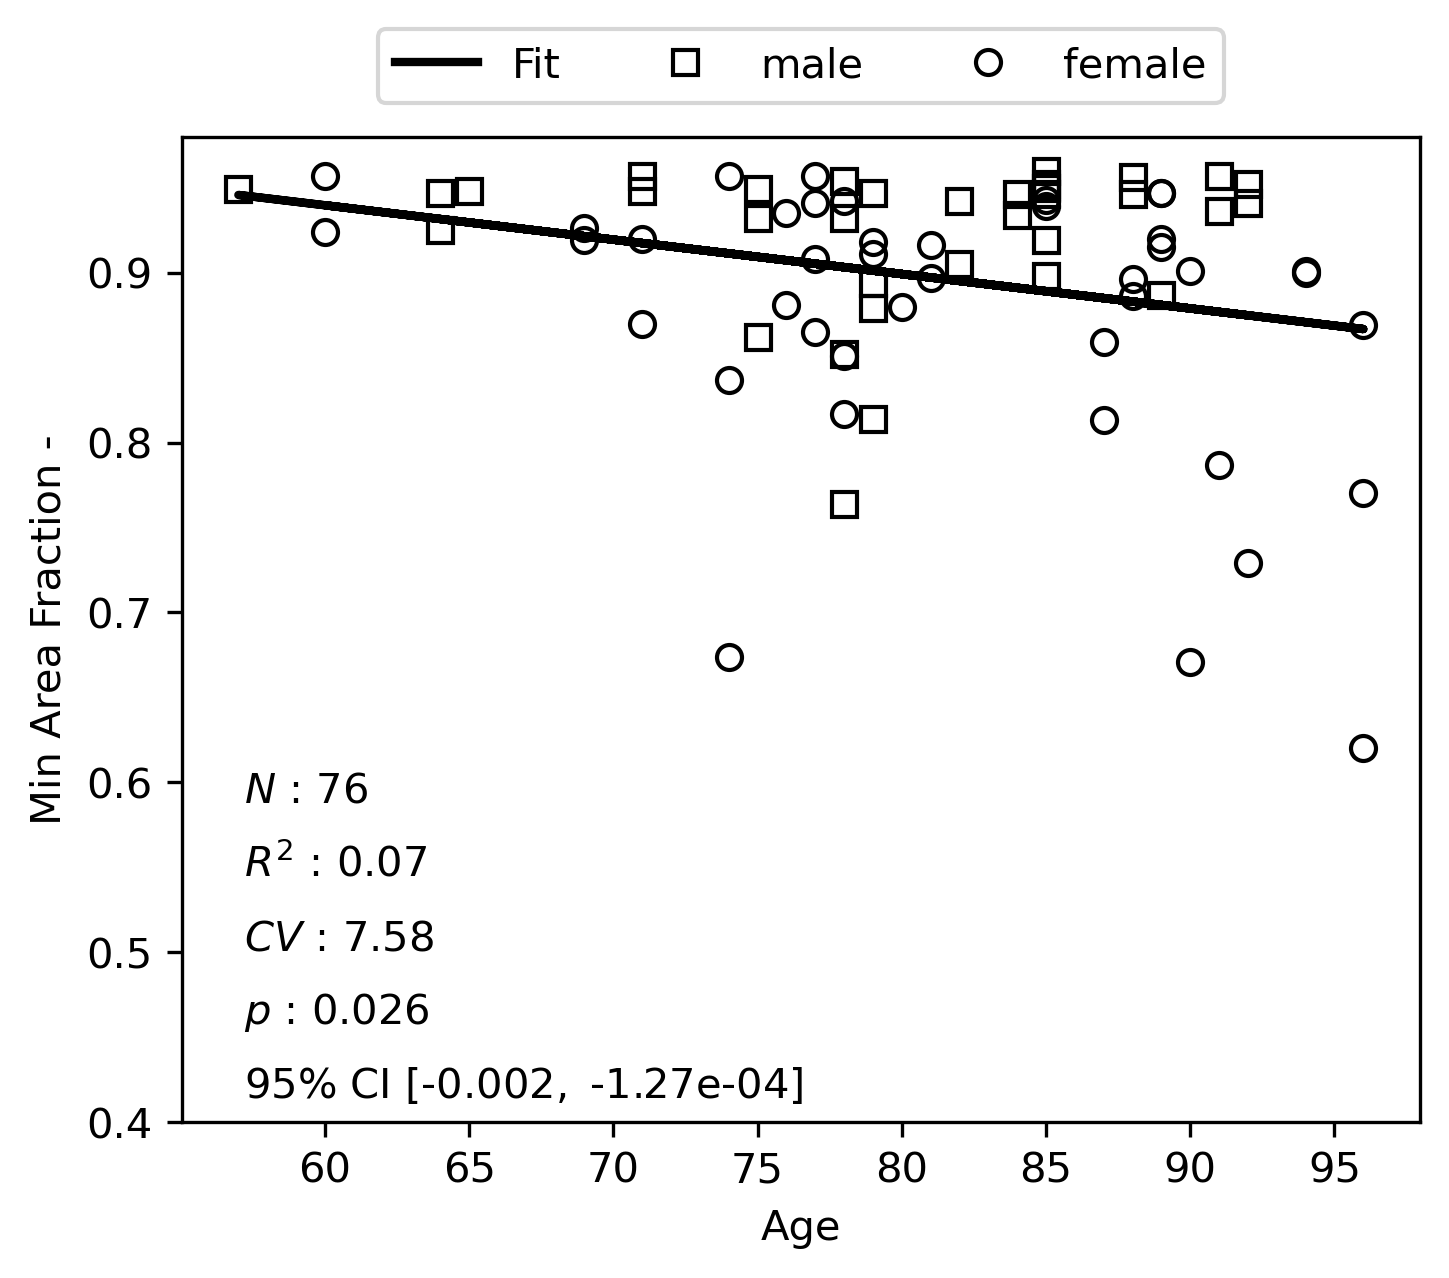 Fit male female
Min Area Fraction -
0.9
0.8
0.7
0.6
0.5
0.4
N : 76
R² : 0.07
CV : 7.58
p : 0.026
95% CI [-0.002, -1.27e-04]
60 65 70 75 80 85 90 95
Age